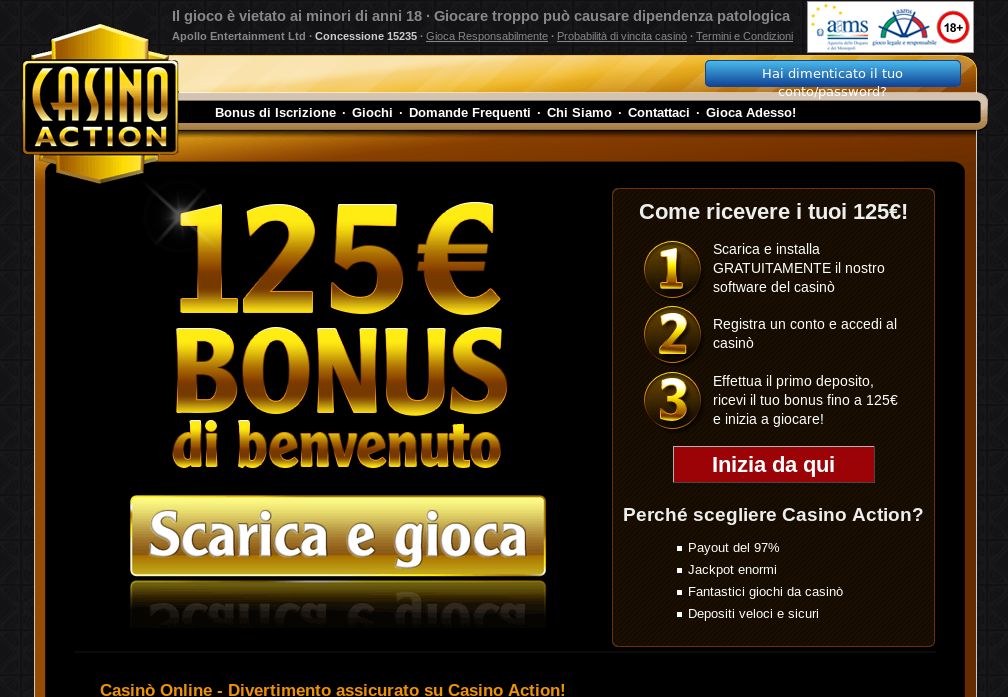 Il gioco è vietato ai minori di anni 18 · Giocare troppo può causare dipendenza patologica
Apollo Entertainment Ltd · Concessione 15235 · Gioca Responsabilmente · Probabilità di vincita casinò · Termini e Condizioni
aams
Agenzia delle Dogane
e dei Monopoli
gioco legale e responsabile
18+
CASINO
ACTION
Hai dimenticato il tuo
conto/password?
Bonus di Iscrizione · Giochi · Domande Frequenti · Chi Siamo · Contattaci · Gioca Adesso!
125€
BONUS
di benvenuto
Scarica e gioca
Come ricevere i tuoi 125€!
1
Scarica e installa
GRATUITAMENTE il nostro
software del casinò
2
Registra un conto e accedi al
casinò
3
Effettua il primo deposito,
ricevi il tuo bonus fino a 125€
e inizia a giocare!
Inizia da qui
Perché scegliere Casino Action?
Payout del 97%
Jackpot enormi
Fantastici giochi da casinò
Depositi veloci e sicuri
Casinò Online - Divertimento assicurato su Casino Action!